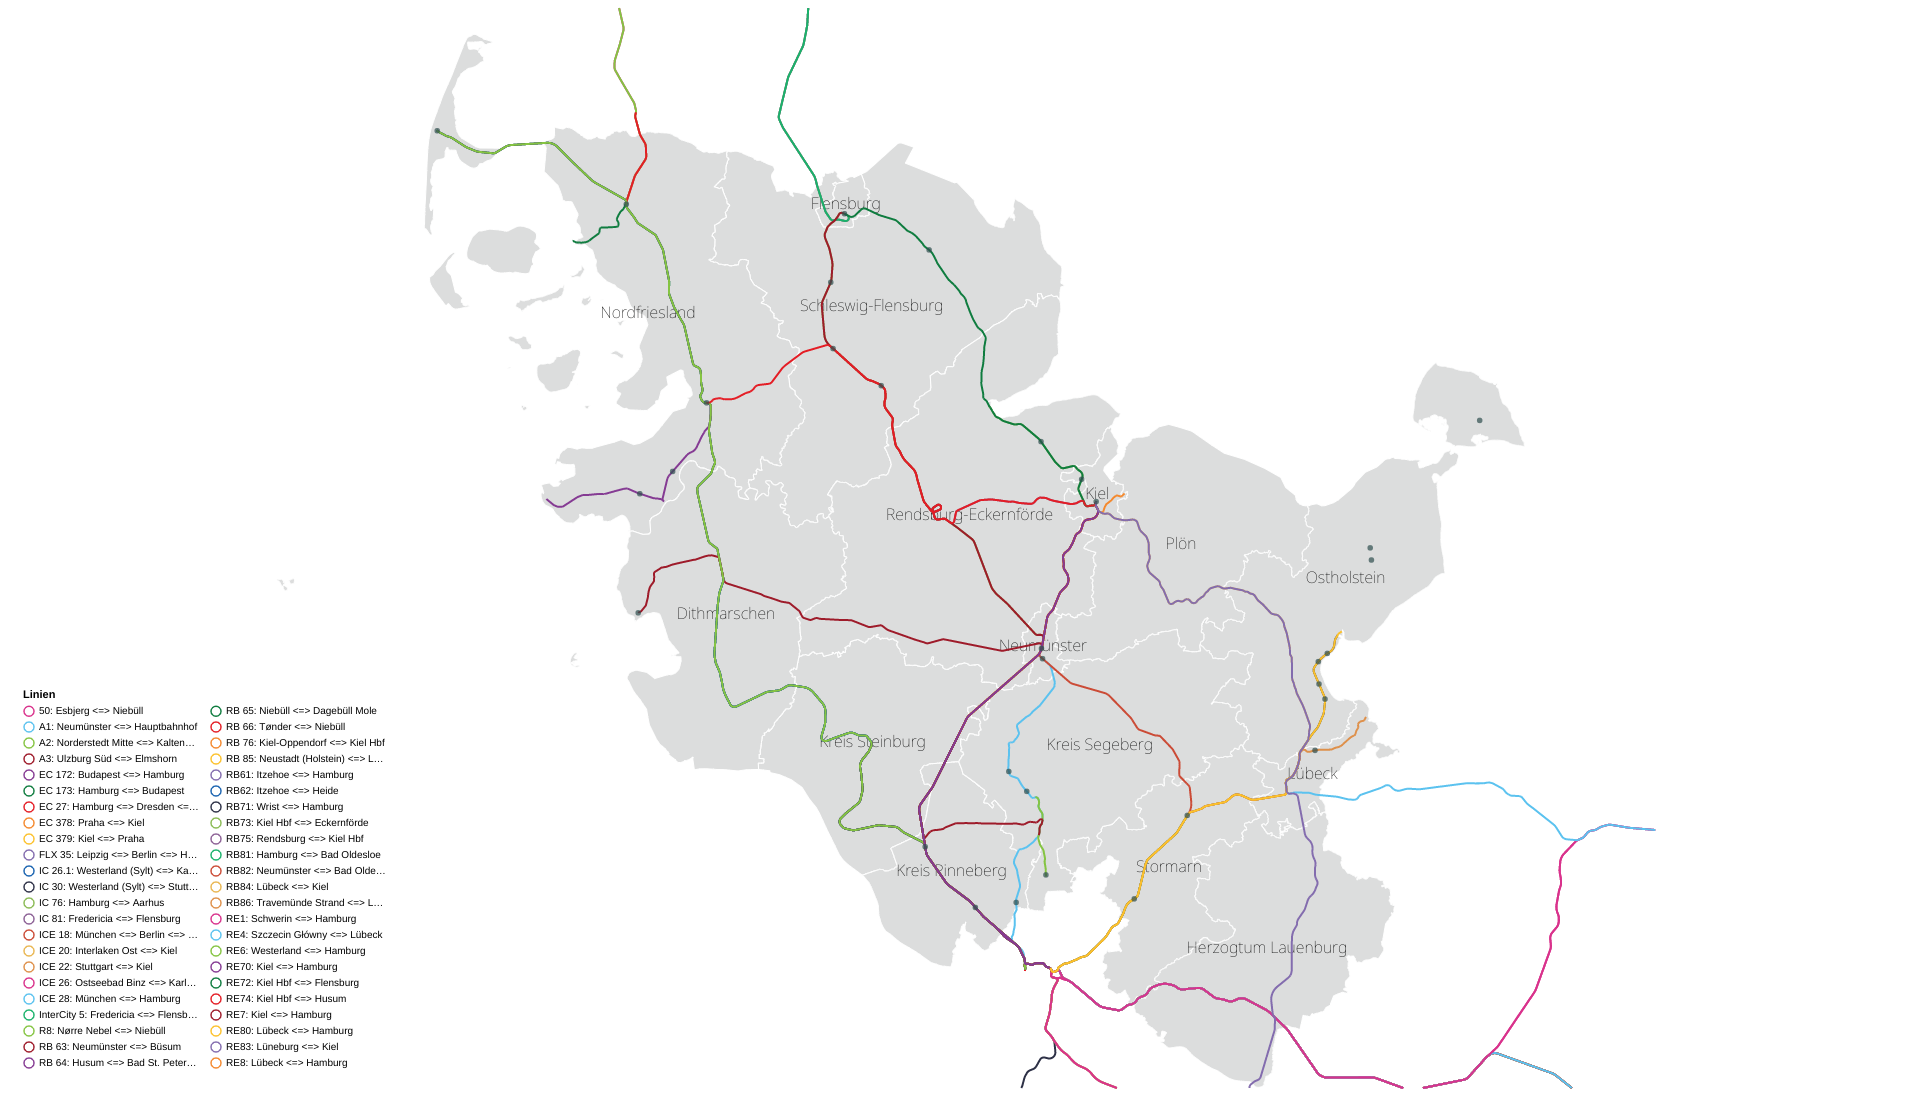 Flensburg
Schleswig-Flensburg
Nordfriesland
Kiel
Rendsburg-Eckernförde
Plön
Ostholstein
Dithmarschen
Neumünster
Kreis Steinburg
Kreis Segeberg
Lübeck
Kreis Pinneberg
Stormarn
Herzogtum Lauenburg
Linien
50: Esbjerg <=> Niebüll
A1: Neumünster <=> Hauptbahnhof
A2: Norderstedt Mitte <=> Kalten...
A3: Ulzburg Süd <=> Elmshorn
EC 172: Budapest <=> Hamburg
EC 173: Hamburg <=> Budapest
EC 27: Hamburg <=> Dresden <=...
EC 378: Praha <=> Kiel
EC 379: Kiel <=> Praha
FLX 35: Leipzig <=> Berlin <=> H...
IC 26.1: Westerland (Sylt) <=> Ka...
IC 30: Westerland (Sylt) <=> Stutt...
IC 76: Hamburg <=> Aarhus
IC 81: Fredericia <=> Flensburg
ICE 18: München <=> Berlin <=> ...
ICE 20: Interlaken Ost <=> Kiel
ICE 22: Stuttgart <=> Kiel
ICE 26: Ostseebad Binz <=> Karl...
ICE 28: München <=> Hamburg
InterCity 5: Fredericia <=> Flensb...
R8: Nørre Nebel <=> Niebüll
RB 63: Neumünster <=> Büsum
RB 64: Husum <=> Bad St. Peter...
RB 65: Niebüll <=> Dagebüll Mole
RB 66: Tønder <=> Niebüll
RB 76: Kiel-Oppendorf <=> Kiel Hbf
RB 85: Neustadt (Holstein) <=> L...
RB61: Itzehoe <=> Hamburg
RB62: Itzehoe <=> Heide
RB71: Wrist <=> Hamburg
RB73: Kiel Hbf <=> Eckernförde
RB75: Rendsburg <=> Kiel Hbf
RB81: Hamburg <=> Bad Oldesloe
RB82: Neumünster <=> Bad Olde...
RB84: Lübeck <=> Kiel
RB86: Travemünde Strand <=> L...
RE1: Schwerin <=> Hamburg
RE4: Szczecin Główny <=> Lübeck
RE6: Westerland <=> Hamburg
RE70: Kiel <=> Hamburg
RE72: Kiel Hbf <=> Flensburg
RE74: Kiel Hbf <=> Husum
RE7: Kiel <=> Hamburg
RE80: Lübeck <=> Hamburg
RE83: Lüneburg <=> Kiel
RE8: Lübeck <=> Hamburg